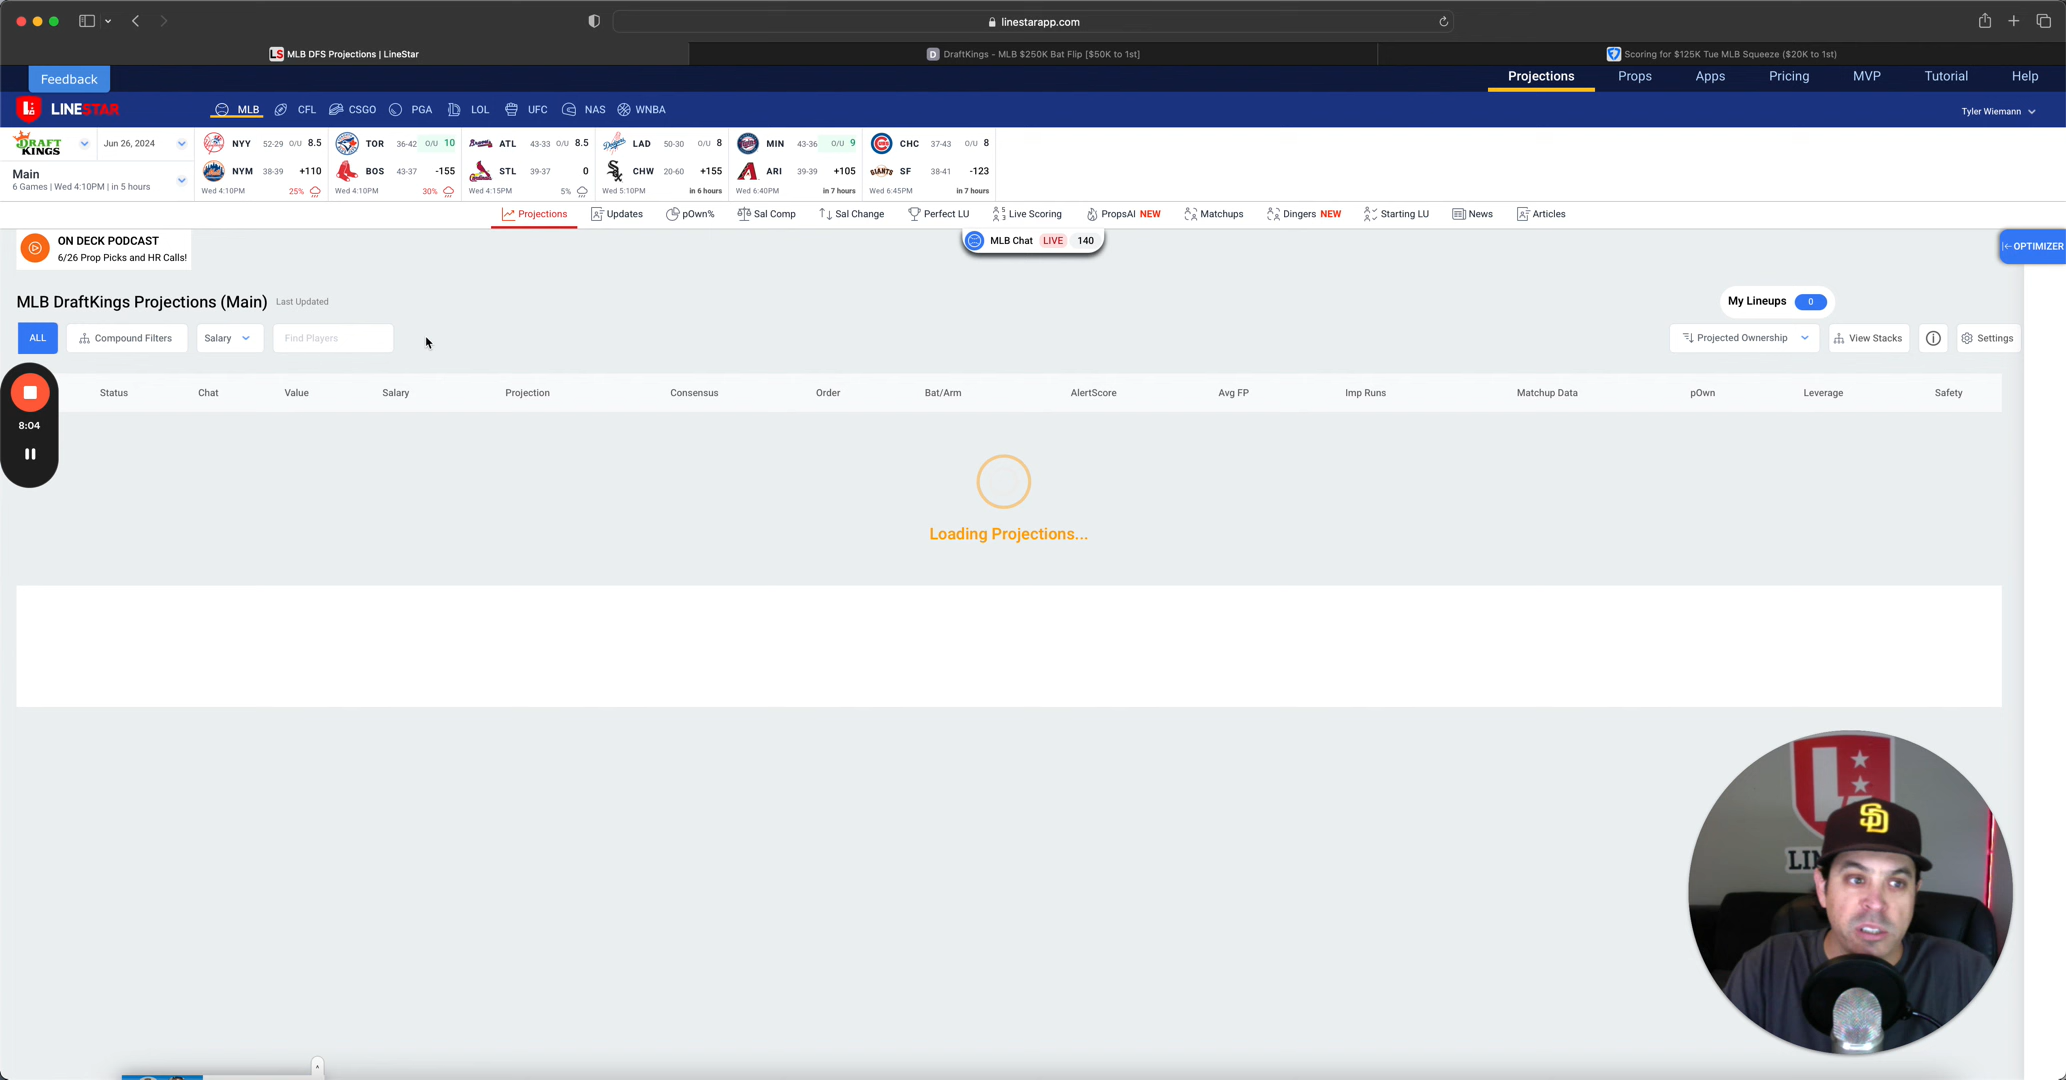 linestarapp.com
LS MLB DFS Projections | LineStar
D DraftKings - MLB $250K Bat Flip [$50K to 1st]
Scoring for $125K Tue MLB Squeeze ($20K to 1st)
Feedback
Projections Props Apps Pricing MVP Tutorial Help
LINESTAR
MLB CFL CSGO PGA LOL UFC NAS WNBA
Tyler Wiemann
DRAFT KINGS
Jun 26, 2024
Main
6 Games | Wed 4:10PM | in 5 hours
NYY 52-29 O/U 8.5
NYM 38-39 +110
Wed 4:10PM 25%
TOR 36-42 O/U 10
BOS 43-37 -155
Wed 4:10PM 30%
ATL 43-33 O/U 8.5
STL 39-37 0
Wed 4:15PM 5%
LAD 50-30 O/U 8
CHW 20-60 +155
Wed 5:10PM in 6 hours
MIN 43-36 O/U 9
ARI 39-39 +105
Wed 6:40PM in 7 hours
CHC 37-43 O/U 8
SF 38-41 -123
Wed 6:45PM in 7 hours
Projections Updates pOwn% Sal Comp Sal Change Perfect LU Live Scoring PropsAI NEW Matchups Dingers NEW Starting LU News Articles
ON DECK PODCAST
6/26 Prop Picks and HR Calls!
MLB Chat LIVE 140
OPTIMIZER
MLB DraftKings Projections (Main) Last Updated
My Lineups 0
ALL Compound Filters Salary Find Players
Projected Ownership View Stacks Settings
Status Chat Value Salary Projection Consensus Order Bat/Arm AlertScore Avg FP Imp Runs Matchup Data pOwn Leverage Safety
8:04
Loading Projections...
SD
LIN